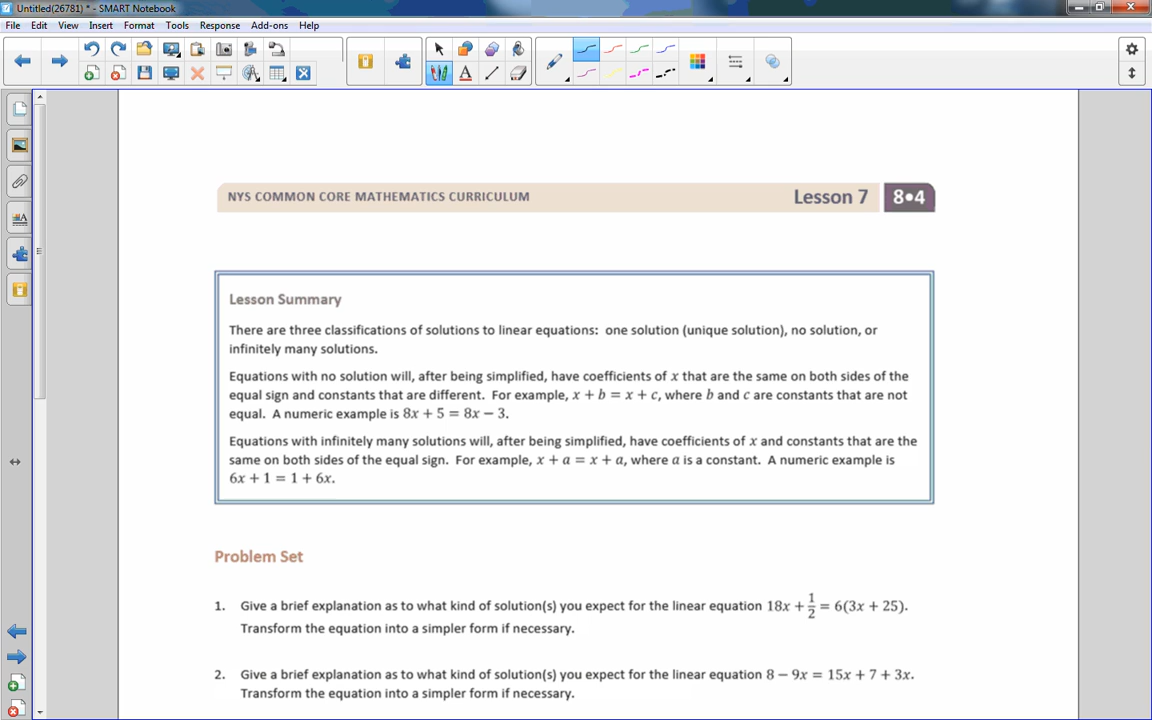 Untitled(26781) * - SMART Notebook
File Edit View Insert Format Tools Response Add-ons Help
NYS COMMON CORE MATHEMATICS CURRICULUM Lesson 7 8•4
Lesson Summary
There are three classifications of solutions to linear equations: one solution (unique solution), no solution, or
infinitely many solutions.
Equations with no solution will, after being simplified, have coefficients of x that are the same on both sides of the
equal sign and constants that are different. For example, x + b = x + c, where b and c are constants that are not
equal. A numeric example is 8x + 5 = 8x − 3.
Equations with infinitely many solutions will, after being simplified, have coefficients of x and constants that are the
same on both sides of the equal sign. For example, x + a = x + a, where a is a constant. A numeric example is
6x + 1 = 1 + 6x.
Problem Set
1. Give a brief explanation as to what kind of solution(s) you expect for the linear equation 18x + 1/2 = 6(3x + 25).
Transform the equation into a simpler form if necessary.
2. Give a brief explanation as to what kind of solution(s) you expect for the linear equation 8 − 9x = 15x + 7 + 3x.
Transform the equation into a simpler form if necessary.